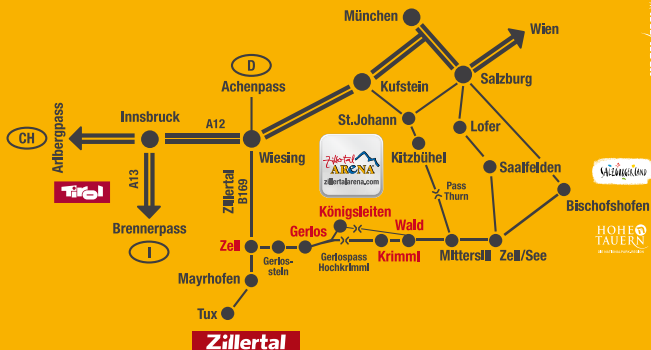 München
Wien
D
Achenpass
Kufstein
Salzburg
Innsbruck
St.Johann
Lofer
CH
Arlbergpass
A12
Wiesing
Zillertal
ARENA
zillertalarena.com
Kitzbühel
Saalfelden
SALZBURGERLAND
Tirol
A13
Zillertal
B169
Pass
Thurn
Bischofshofen
Königsleiten
Brennerpass
Gerlos
Wald
HOHE
TAUERN
I
Zell
Gerlos-
stein
Gerlospass
Hochkrimml
Krimml
Mittersill
Zell/See
Mayrhofen
Tux
Zillertal